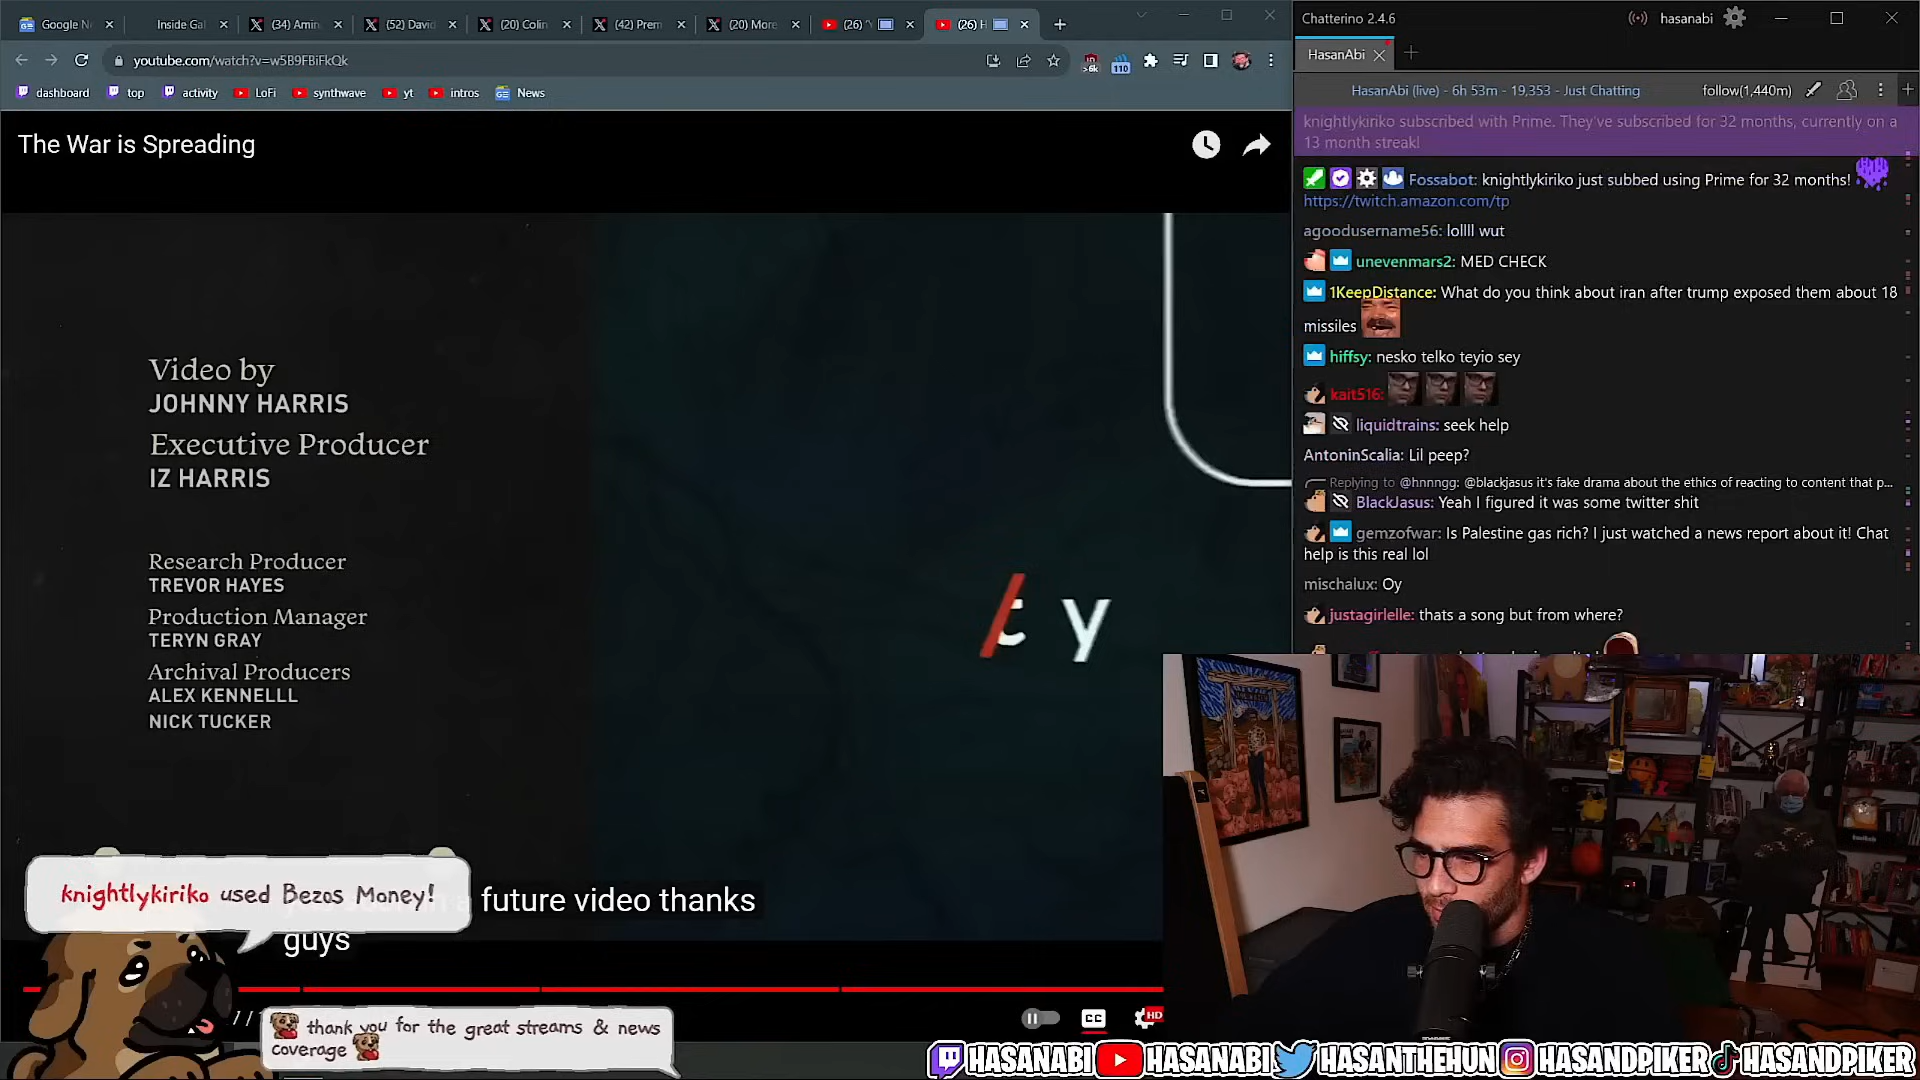 Google Ne
Inside Gal
(34) Amin
(52) David
(20) Colin
(42) Prem
(20) More
(26) "
(26) H
youtube.com/watch?v=w5B9FBiFkQk
>6k
110
dashboard
top
activity
LoFi
synthwave
yt
intros
News
The War is Spreading
Video by
JOHNNY HARRIS
Executive Producer
IZ HARRIS
Research Producer
TREVOR HAYES
Production Manager
TERYN GRAY
Archival Producers
ALEX KENNELLL
NICK TUCKER
y
knightlykiriko used Bezos Money!
future video thanks
guys
thank you for the great streams & news
coverage
CC
HD
Chatterino 2.4.6
hasanabi
HasanAbi
HasanAbi (live) - 6h 53m - 19,353 - Just Chatting
follow(1,440m)
knightlykiriko subscribed with Prime. They've subscribed for 32 months, currently on a
13 month streak!
Fossabot: knightlykiriko just subbed using Prime for 32 months!
https://twitch.amazon.com/tp
agoodusername56: lollll wut
unevenmars2: MED CHECK
1KeepDistance: What do you think about iran after trump exposed them about 18
missiles
hiffsy: nesko telko teyio sey
kait516:
liquidtrains: seek help
AntoninScalia: Lil peep?
Replying to @hnnngg: @blackjasus it's fake drama about the ethics of reacting to content that p...
BlackJasus: Yeah I figured it was some twitter shit
gemzofwar: Is Palestine gas rich? I just watched a news report about it! Chat
help is this real lol
mischalux: Oy
justagirlelle: thats a song but from where?
HASANABI HASANABI HASANTHEHUN HASANDPIKER HASANDPIKER